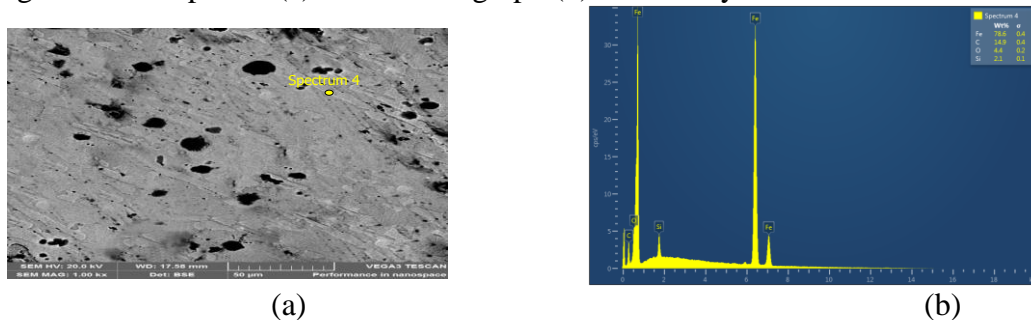 Spectrum 4
SEM HV: 20.0 kV WD: 17.58 mm VEGA3 TESCAN
SEM MAG: 1.00 kx Det: BSE 50 µm Performance in nanospace
(a)
Spectrum 4
Wt% σ
Fe 78.6 0.4
C 14.9 0.4
O 4.4 0.2
Si 2.1 0.1
cps/eV
30
25
20
15
10
5
0
Fe
O
C
Si
Fe
Fe
0 2 4 6 8 10 12 14 16 18
(b)